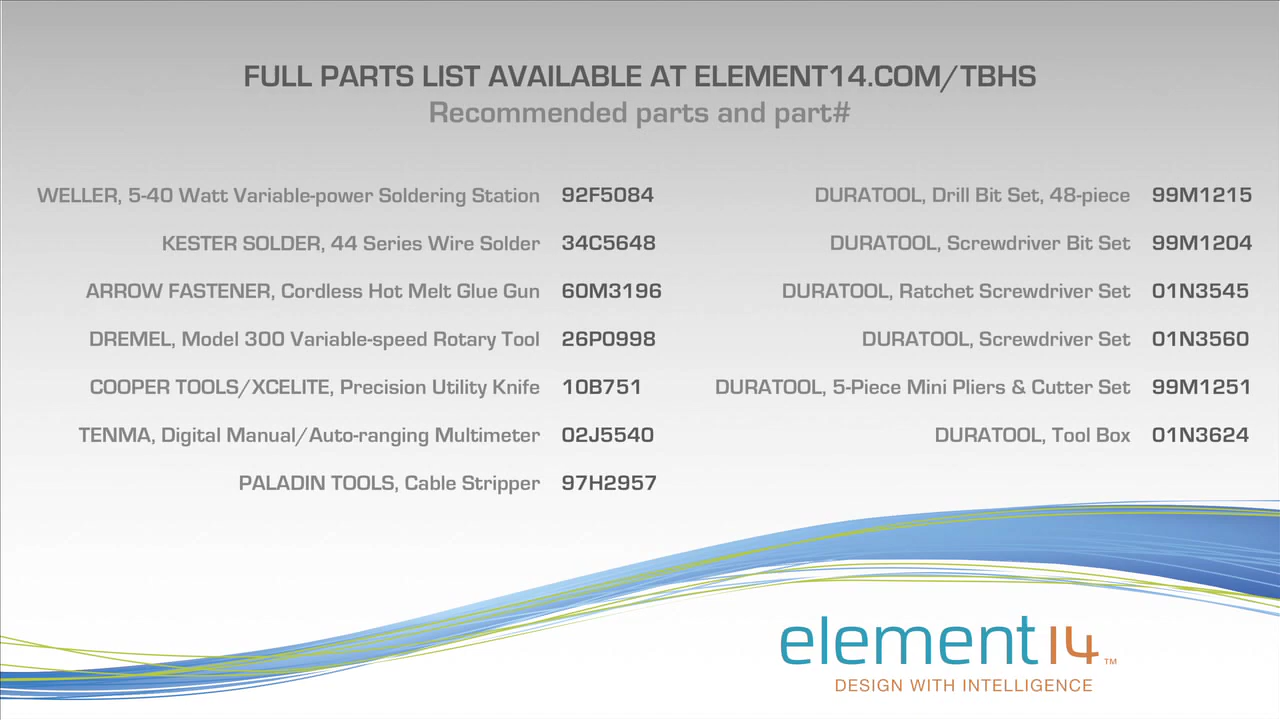 FULL PARTS LIST AVAILABLE AT ELEMENT14.COM/TBHS
Recommended parts and part#
WELLER, 5-40 Watt Variable-power Soldering Station 92F5084
KESTER SOLDER, 44 Series Wire Solder 34C5648
ARROW FASTENER, Cordless Hot Melt Glue Gun 60M3196
DREMEL, Model 300 Variable-speed Rotary Tool 26P0998
COOPER TOOLS/XCELITE, Precision Utility Knife 10B751
TENMA, Digital Manual/Auto-ranging Multimeter 02J5540
PALADIN TOOLS, Cable Stripper 97H2957
DURATOOL, Drill Bit Set, 48-piece 99M1215
DURATOOL, Screwdriver Bit Set 99M1204
DURATOOL, Ratchet Screwdriver Set 01N3545
DURATOOL, Screwdriver Set 01N3560
DURATOOL, 5-Piece Mini Pliers & Cutter Set 99M1251
DURATOOL, Tool Box 01N3624
element14™
DESIGN WITH INTELLIGENCE